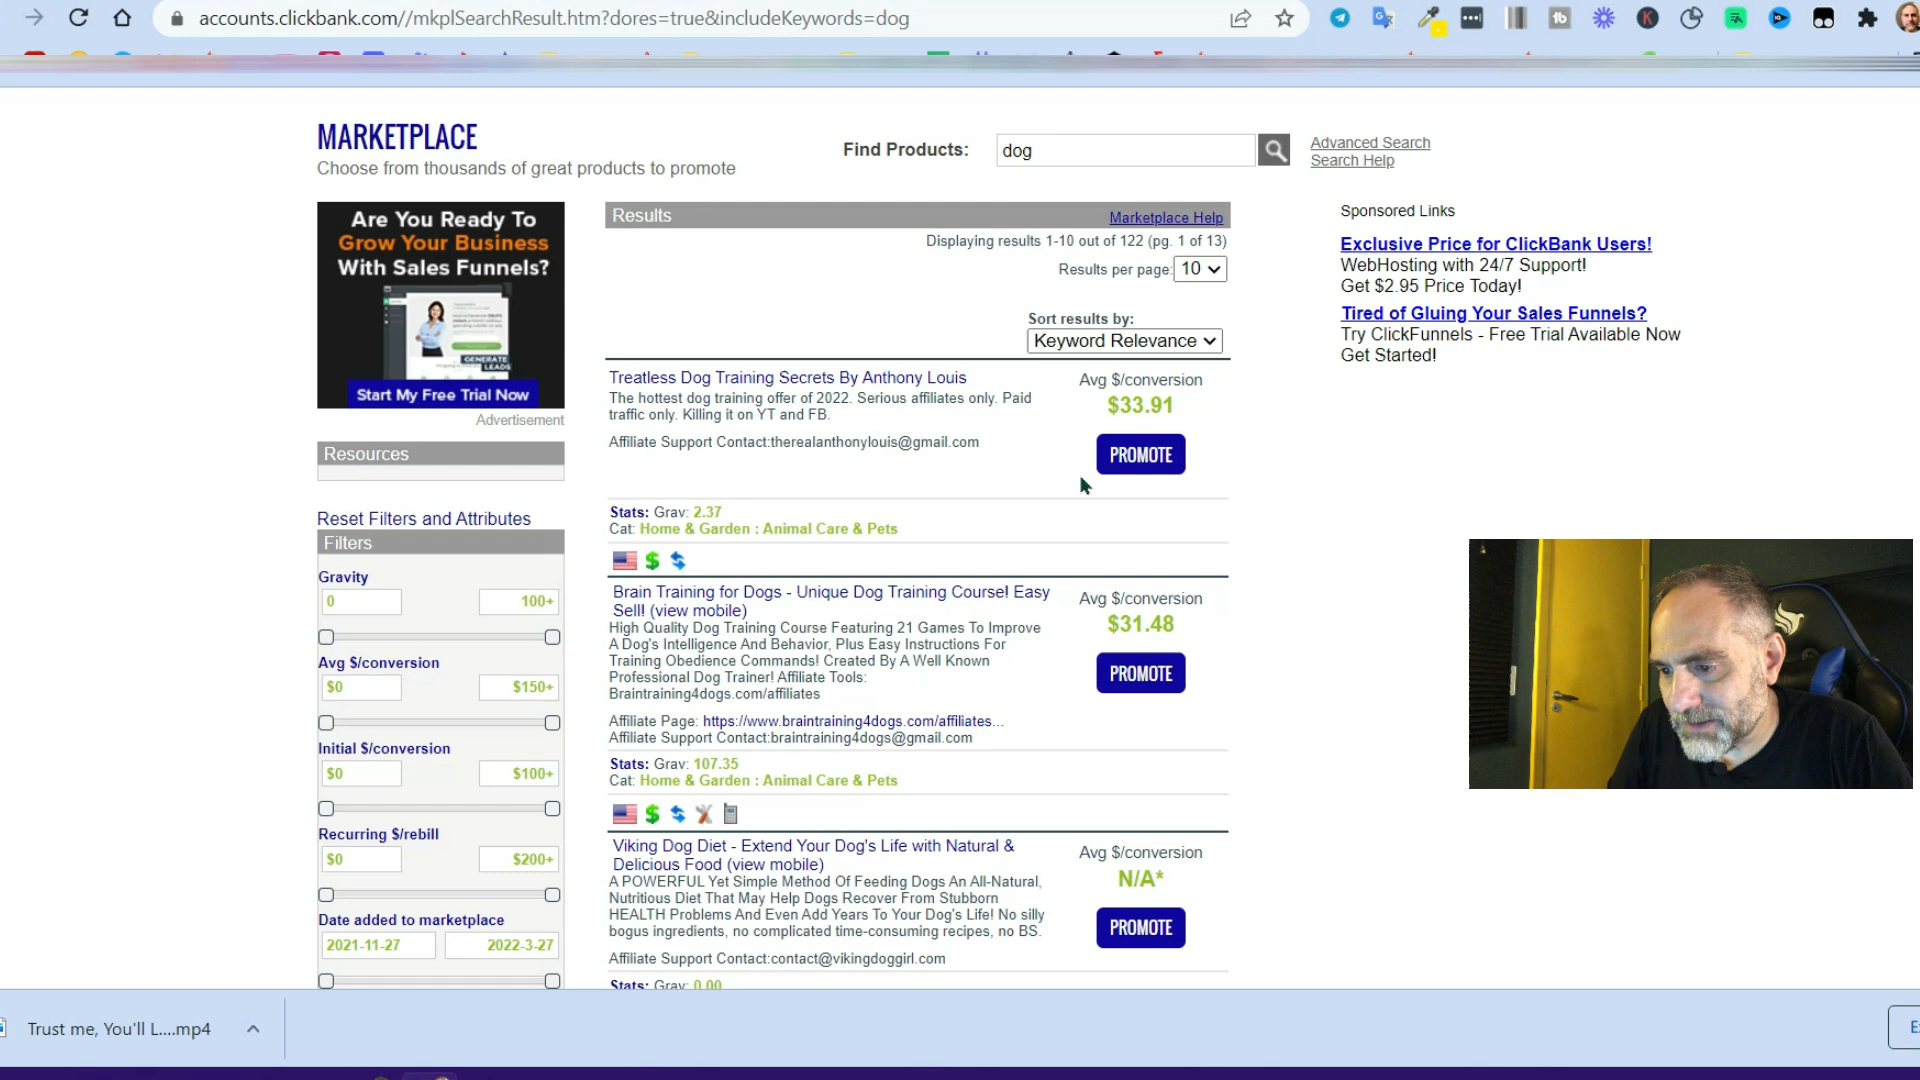 accounts.clickbank.com//mkplSearchResult.htm?dores=true&includeKeywords=dog
MARKETPLACE
Choose from thousands of great products to promote
Find Products:
dog
Advanced Search
Search Help
Are You Ready To
Grow Your Business
With Sales Funnels?
GENERATE
LEADS
Start My Free Trial Now
Advertisement
Resources
Reset Filters and Attributes
Filters
Gravity
0 100+
Avg $/conversion
$0 $150+
Initial $/conversion
$0 $100+
Recurring $/rebill
$0 $200+
Date added to marketplace
2021-11-27 2022-3-27
Results
Marketplace Help
Displaying results 1-10 out of 122 (pg. 1 of 13)
Results per page: 10
Sort results by:
Keyword Relevance
Treatless Dog Training Secrets By Anthony Louis
The hottest dog training offer of 2022. Serious affiliates only. Paid
traffic only. Killing it on YT and FB.
Affiliate Support Contact:therealanthonylouis@gmail.com
Avg $/conversion
$33.91
PROMOTE
Stats: Grav: 2.37
Cat: Home & Garden : Animal Care & Pets
Brain Training for Dogs - Unique Dog Training Course! Easy
Sell! (view mobile)
High Quality Dog Training Course Featuring 21 Games To Improve
A Dog's Intelligence And Behavior, Plus Easy Instructions For
Training Obedience Commands! Created By A Well Known
Professional Dog Trainer! Affiliate Tools:
Braintraining4dogs.com/affiliates
Affiliate Page: https://www.braintraining4dogs.com/affiliates...
Affiliate Support Contact:braintraining4dogs@gmail.com
Avg $/conversion
$31.48
PROMOTE
Stats: Grav: 107.35
Cat: Home & Garden : Animal Care & Pets
Viking Dog Diet - Extend Your Dog's Life with Natural &
Delicious Food (view mobile)
A POWERFUL Yet Simple Method Of Feeding Dogs An All-Natural,
Nutritious Diet That May Help Dogs Recover From Stubborn
HEALTH Problems And Even Add Years To Your Dog's Life! No silly
bogus ingredients, no complicated time-consuming recipes, no BS.
Affiliate Support Contact:contact@vikingdoggirl.com
Avg $/conversion
N/A*
PROMOTE
Stats: Grav: 0.00
Sponsored Links
Exclusive Price for ClickBank Users!
WebHosting with 24/7 Support!
Get $2.95 Price Today!
Tired of Gluing Your Sales Funnels?
Try ClickFunnels - Free Trial Available Now
Get Started!
Trust me, You'll L....mp4